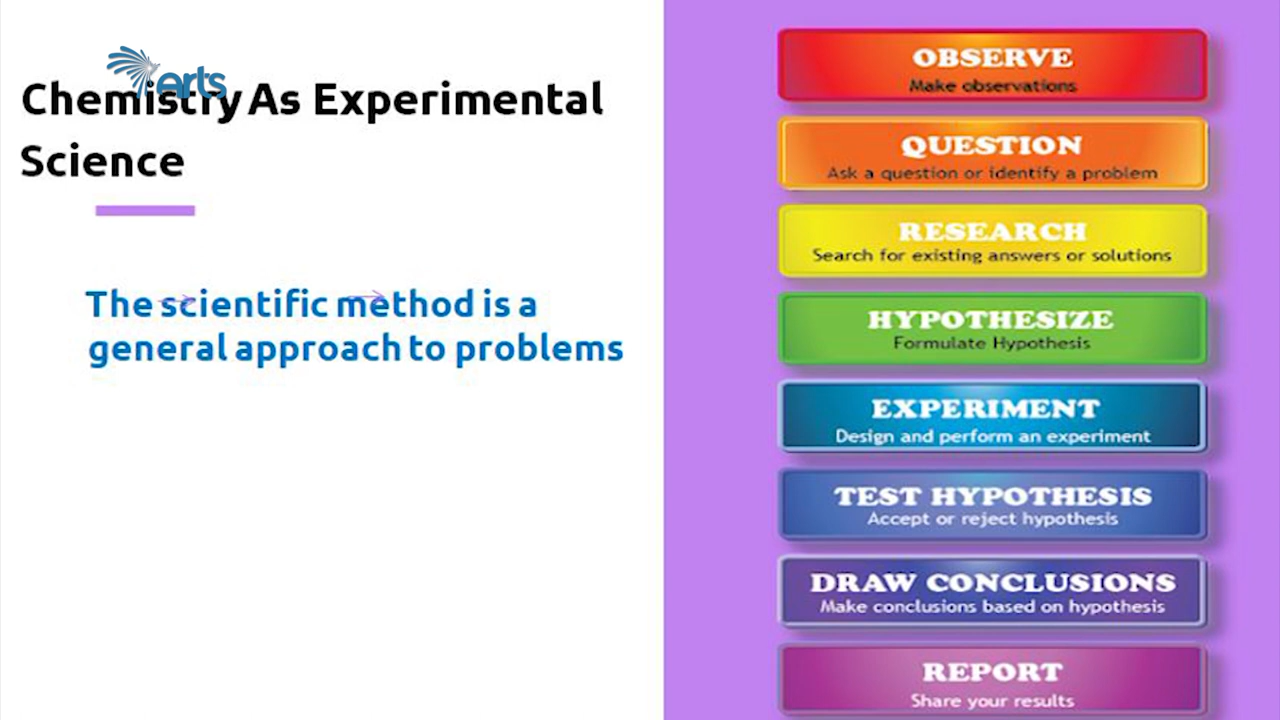 erts
Chemistry As Experimental
Science
The scientific method is a
general approach to problems
OBSERVE
Make observations
QUESTION
Ask a question or identify a problem
RESEARCH
Search for existing answers or solutions
HYPOTHESIZE
Formulate Hypothesis
EXPERIMENT
Design and perform an experiment
TEST HYPOTHESIS
Accept or reject hypothesis
DRAW CONCLUSIONS
Make conclusions based on hypothesis
REPORT
Share your results